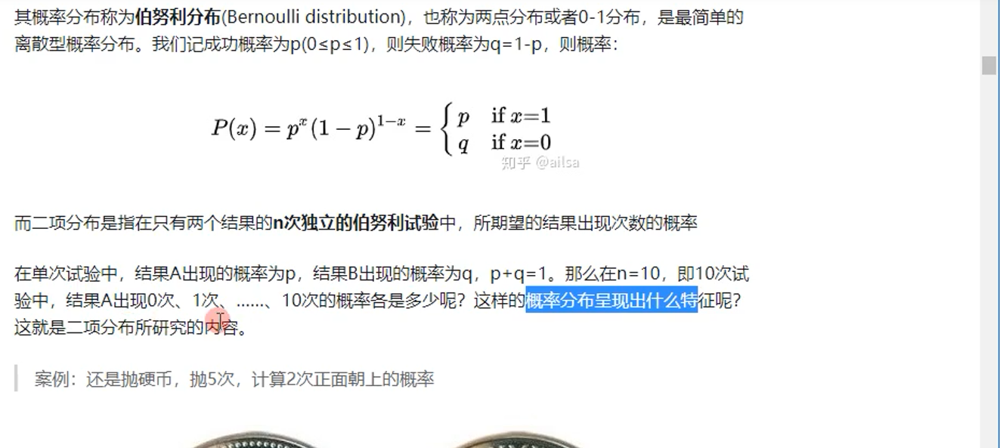 其概率分布称为伯努利分布(Bernoulli distribution)，也称为两点分布或者0-1分布，是最简单的
离散型概率分布。我们记成功概率为p(0≤p≤1)，则失败概率为q=1-p，则概率：
P(x) = p^x (1 − p)^{1−x} = { p if x=1
q if x=0
知乎 @ailsa
而二项分布是指在只有两个结果的n次独立的伯努利试验中，所期望的结果出现次数的概率
在单次试验中，结果A出现的概率为p，结果B出现的概率为q，p+q=1。那么在n=10，即10次试
验中，结果A出现0次、1次、……、10次的概率各是多少呢？这样的概率分布呈现出什么特征呢？
这就是二项分布所研究的内容。
案例：还是抛硬币，抛5次，计算2次正面朝上的概率